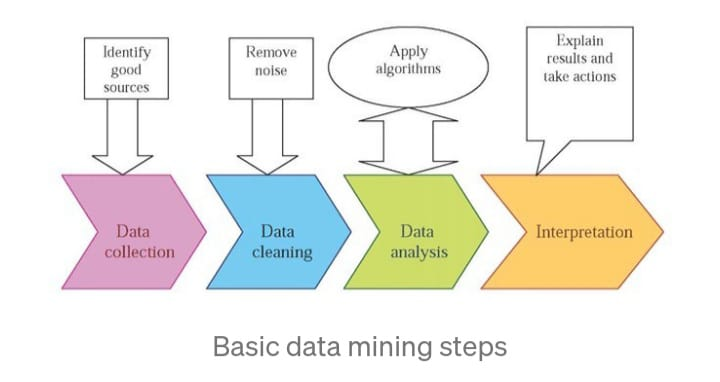 Identify
good
sources
Remove
noise
Apply
algorithms
Explain
results and
take actions
Data
collection
Data
cleaning
Data
analysis
Interpretation
Basic data mining steps